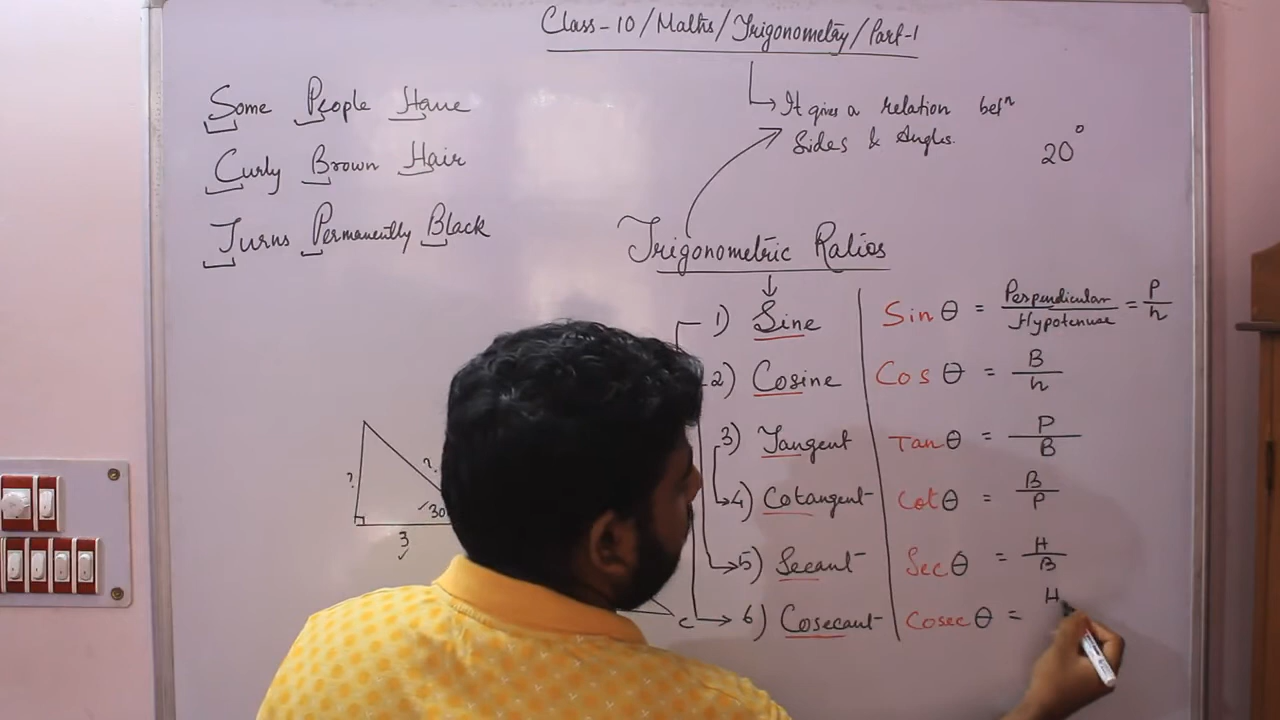 Class-10/Maths/Trigonometry/Part-1
Some People Have
Curly Brown Hair
Turns Permanently Black
It gives a relation betⁿ
Sides & Angles.
20°
Trigonometric Ratios
1) Sine
Sin θ = Perpendicular / Hypotenuse = P / h
2) Cosine
Cos θ = B / h
3) Tangent
Tan θ = P / B
4) Cotangent
Cot θ = B / P
5) Secant
Sec θ = H / B
6) Cosecant
Cosec θ = H
?
?
30
3
C